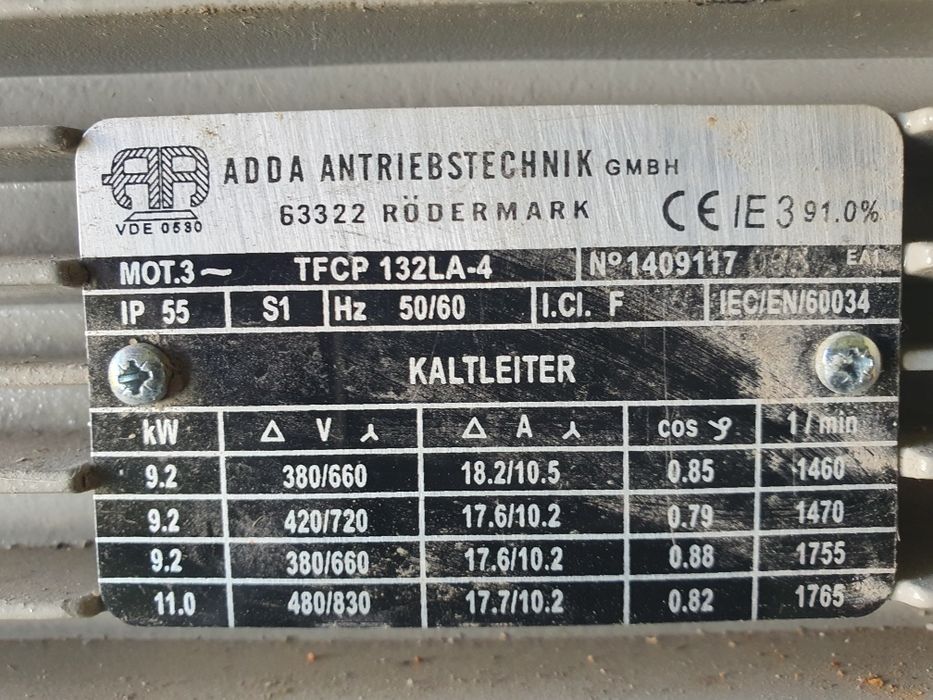 ADDA ANTRIEBSTECHNIK GMBH
63322 RÖDERMARK
VDE 0530
CE IE3 91.0%
MOT.3~ TFCP 132LA-4 Nº 1409117 EA1
IP 55 S1 Hz 50/60 I.Cl. F IEC/EN/60034
KALTLEITER
kW Δ V ⅄ Δ A ⅄ cos φ 1/min
9.2 380/660 18.2/10.5 0.85 1460
9.2 420/720 17.6/10.2 0.79 1470
9.2 380/660 17.6/10.2 0.88 1755
11.0 480/830 17.7/10.2 0.82 1765